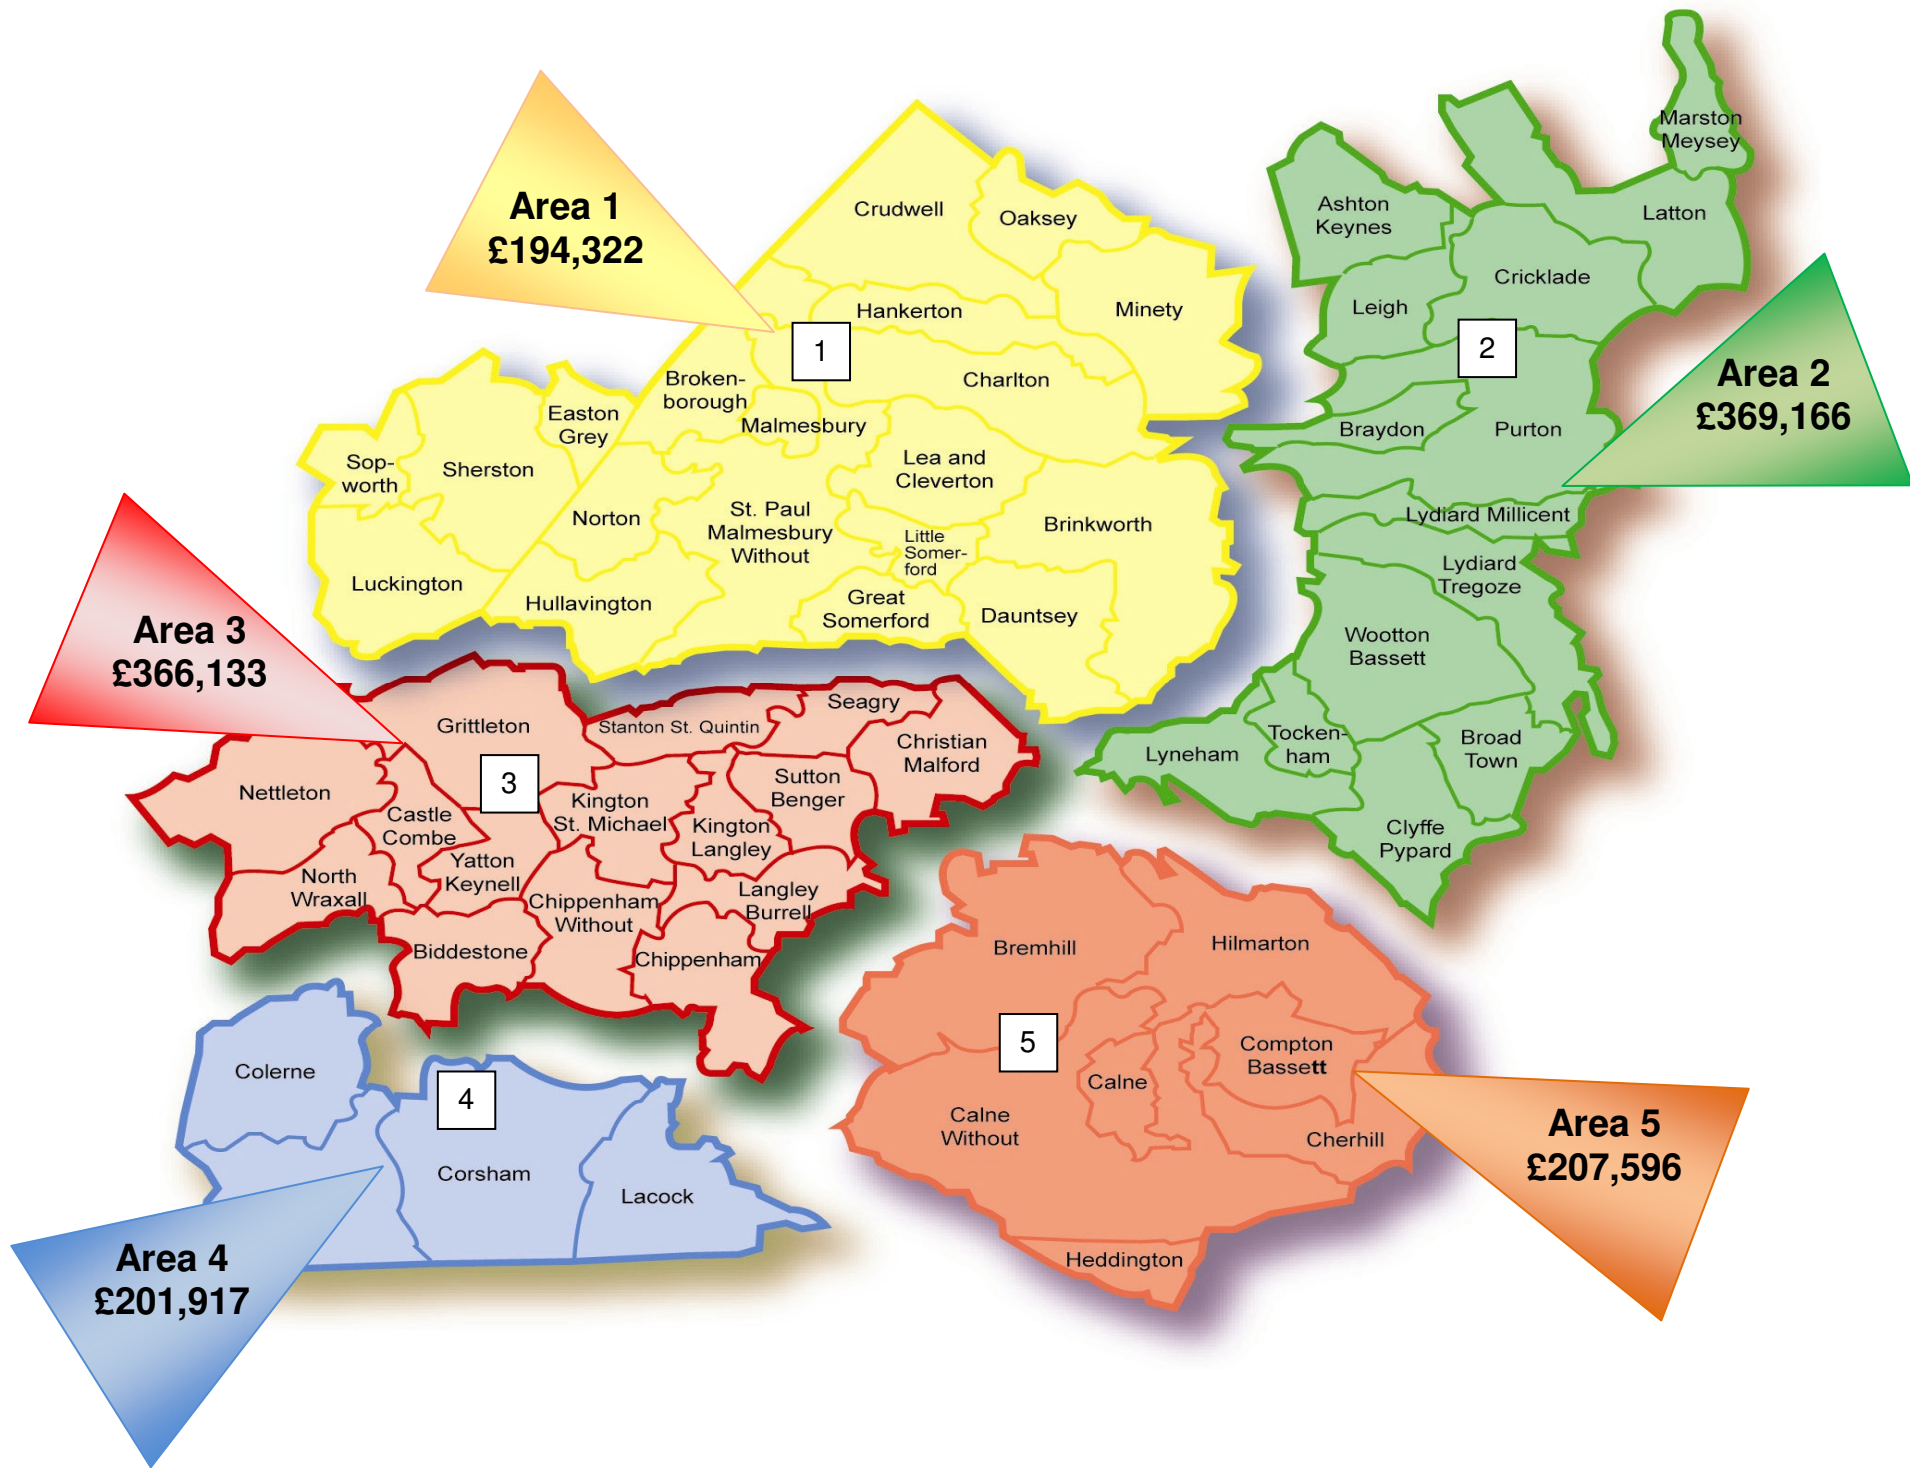 Area 1
£194,322
Crudwell
Oaksey
Hankerton
Minety
1
Charlton
Broken-
borough
Malmesbury
Easton
Grey
Sop-
worth
Sherston
Lea and
Cleverton
Norton
St. Paul
Malmesbury
Without
Brinkworth
Little
Somer-
ford
Luckington
Hullavington
Great
Somerford
Dauntsey
Marston
Meysey
Ashton
Keynes
Latton
Cricklade
Leigh
2
Area 2
£369,166
Braydon
Purton
Lydiard Millicent
Lydiard
Tregoze
Wootton
Bassett
Tocken-
ham
Lyneham
Broad
Town
Clyffe
Pypard
Area 3
£366,133
Grittleton
Stanton St. Quintin
Seagry
Christian
Malford
3
Nettleton
Sutton
Benger
Castle
Combe
Kington
St. Michael
Kington
Langley
Yatton
Keynell
North
Wraxall
Chippenham
Without
Langley
Burrell
Biddestone
Chippenham
Colerne
4
Corsham
Lacock
Area 4
£201,917
Bremhill
Hilmarton
5
Compton
Bassett
Calne
Calne
Without
Cherhill
Heddington
Area 5
£207,596